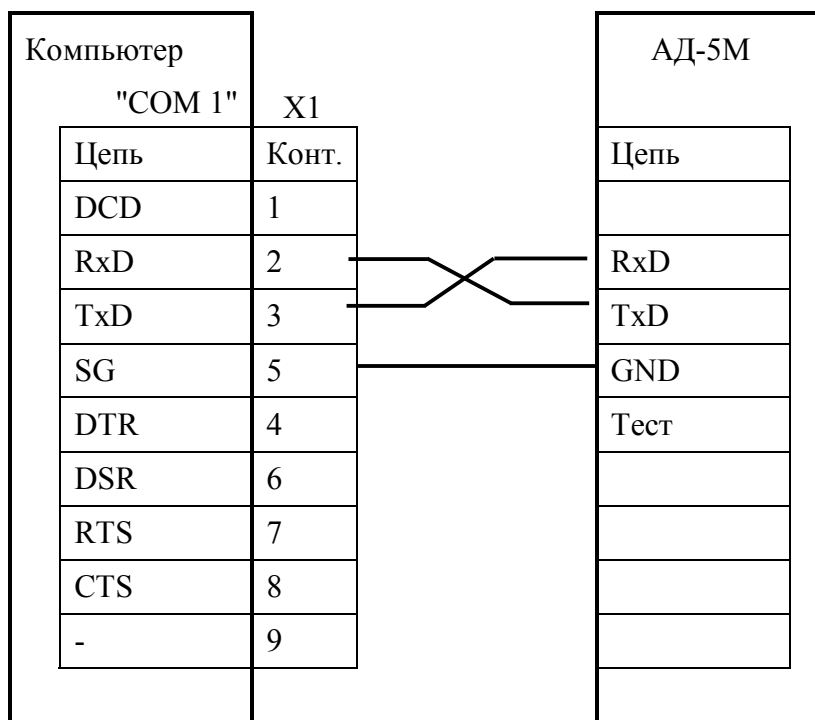 Компьютер АД-5М
"COM 1" X1
Цепь Конт. Цепь
DCD 1
RxD 2 RxD
TxD 3 TxD
SG 5 GND
DTR 4 Тест
DSR 6
RTS 7
CTS 8
- 9